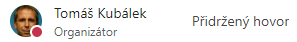 Tomáš Kubálek
Přidržený hovor
Organizátor